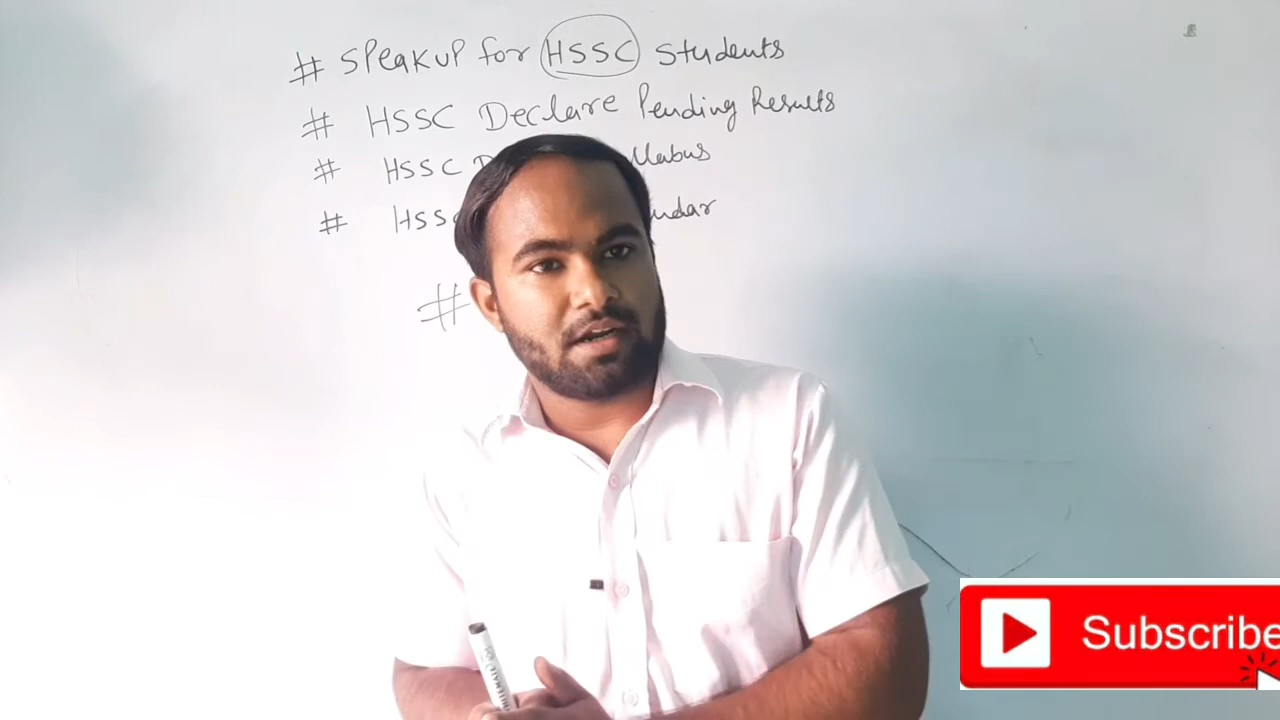 # Speakup for HSSC Students
# HSSC Declare Pending Results
# HSSC
# HSSC
#
Subscribe